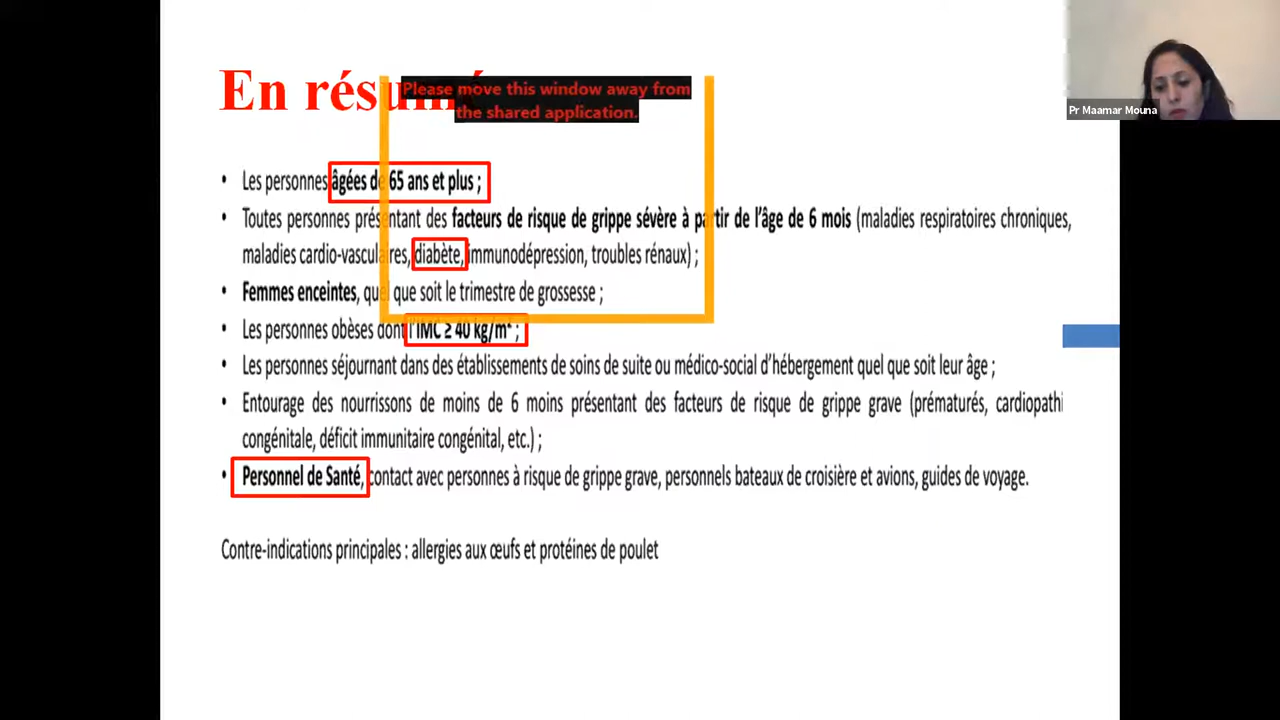 En résumé
Please move this window away from
the shared application.
Pr Maamar Mouna
• Les personnes âgées de 65 ans et plus ;
• Toutes personnes présentant des facteurs de risque de grippe sévère à partir de l'âge de 6 mois (maladies respiratoires chroniques,
maladies cardio-vasculaires, diabète, immunodépression, troubles rénaux) ;
• Femmes enceintes, quel que soit le trimestre de grossesse ;
• Les personnes obèses dont l'IMC ≥ 40 kg/m² ;
• Les personnes séjournant dans des établissements de soins de suite ou médico-social d'hébergement quel que soit leur âge ;
• Entourage des nourrissons de moins de 6 moins présentant des facteurs de risque de grippe grave (prématurés, cardiopathi
congénitale, déficit immunitaire congénital, etc.) ;
• Personnel de Santé, contact avec personnes à risque de grippe grave, personnels bateaux de croisière et avions, guides de voyage.
Contre-indications principales : allergies aux œufs et protéines de poulet